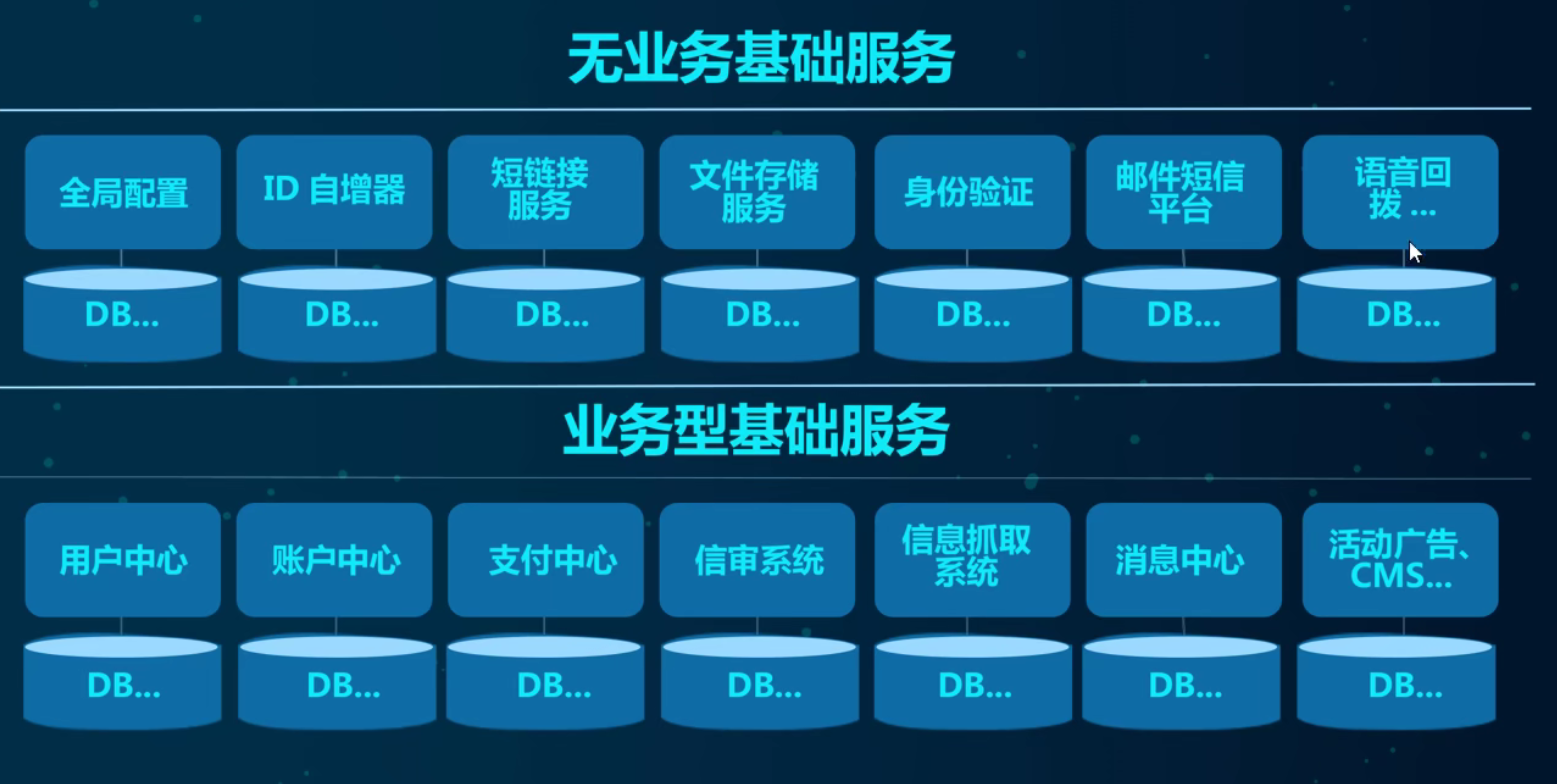 无业务基础服务
全局配置
ID 自增器
短链接
服务
文件存储
服务
身份验证
邮件短信
平台
语音回
拨 ...
DB...
DB...
DB...
DB...
DB...
DB...
DB...
业务型基础服务
用户中心
账户中心
支付中心
信审系统
信息抓取
系统
消息中心
活动广告、
CMS...
DB...
DB...
DB...
DB...
DB...
DB...
DB...